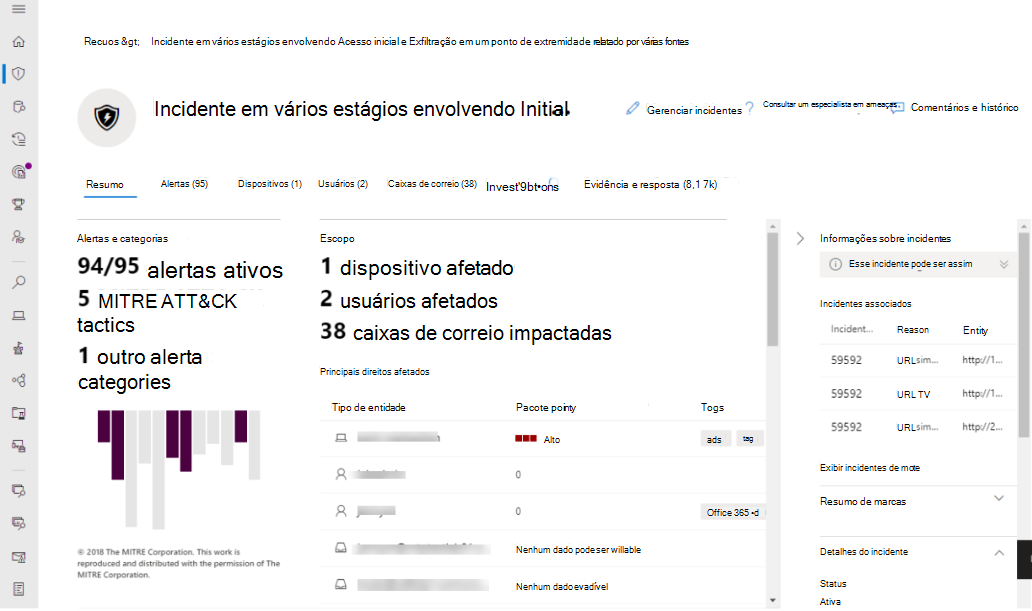 Recuos &gt; Incidente em vários estágios envolvendo Acesso inicial e Exfiltração em um ponto de extremidade relatado por várias fontes
Incidente em vários estágios envolvendo Initial.
Gerenciar incidentes
? Consultar um especialista em ameaças
Comentários e histórico
Resumo
Alertas (95)
Dispositivos (1)
Usuários (2)
Caixas de correio (38)
Invest'9bt•ons
Evidência e resposta (8,1 7k)
Alertas e categorias
94/95 alertas ativos
5 MITRE ATT&CK
tactics
1 outro alerta
categories
© 2018 The MITRE Corporation. This work is
reproduced and distributed with the permission of The
MITRE Corporation.
Escopo
1 dispositivo afetado
2 usuários afetados
38 caixas de correio impactadas
Principais direitos afetados
Tipo de entidade Pacote pointy Togs
Alto ads tag
0
0 Office 365 •d
Nenhum dado pode ser willable
Nenhum dado evadível
Informações sobre incidentes
Esse incidente pode ser assim
Incidentes associados
Incident... Reason Entity
59592 URLsim... http://1...
59592 URL TV http://1...
59592 URLsim... http://2...
Exibir incidentes de mote
Resumo de marcas
Detalhes do incidente
Status
Ativa